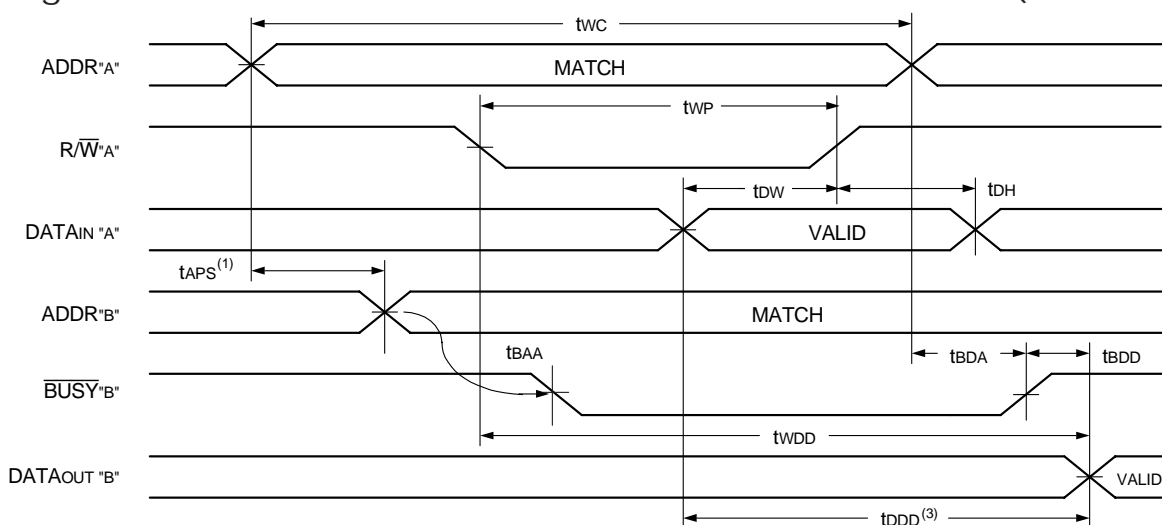 tWC
ADDR"A"
MATCH
tWP
R/W"A"
tDW
tDH
DATAIN "A"
VALID
tAPS(1)
ADDR"B"
MATCH
tBAA
tBDA
tBDD
BUSY"B"
tWDD
DATAOUT "B"
VALID
tDDD(3)